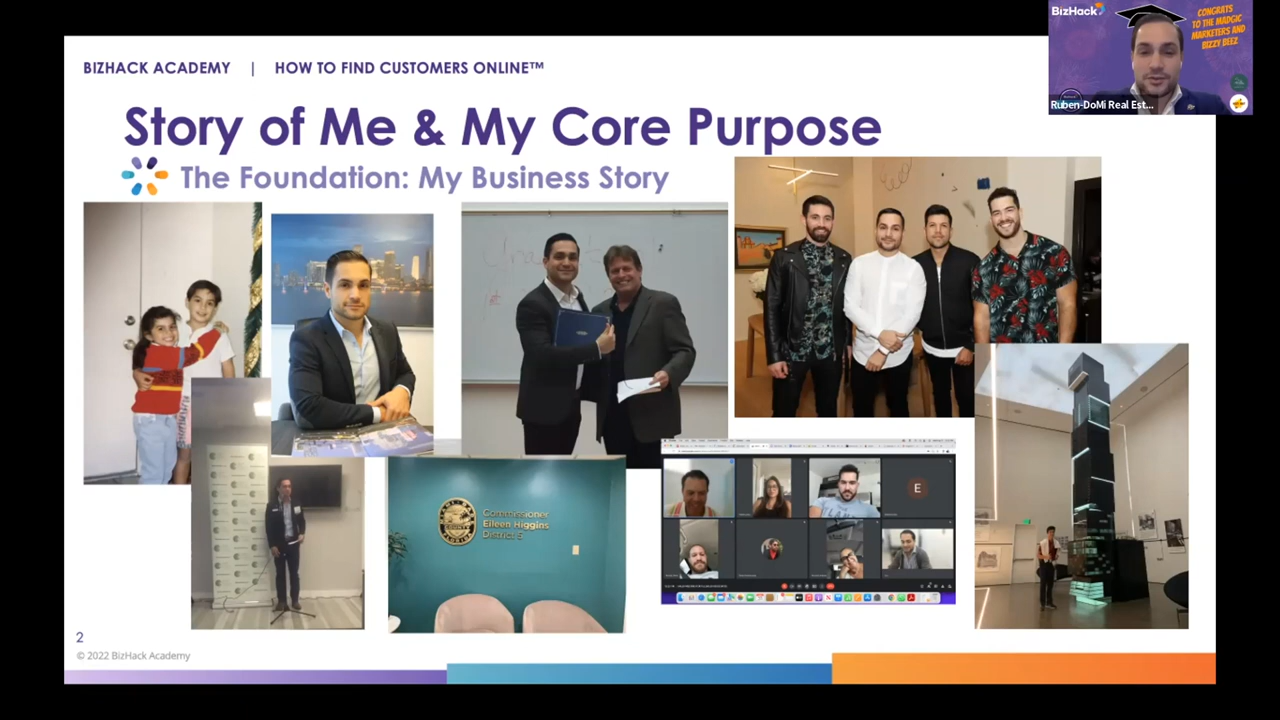 BIZHACK ACADEMY | HOW TO FIND CUSTOMERS ONLINE™
Story of Me & My Core Purpose
The Foundation: My Business Story
BizHack
CONGRATS
TO THE MADGIC
MARKETERS AND
BIZZY BEEZ
Ruben-DoMi Real Est...
Commissioner
Eileen Higgins
District 5
COUNTY
E
2
© 2022 BizHack Academy